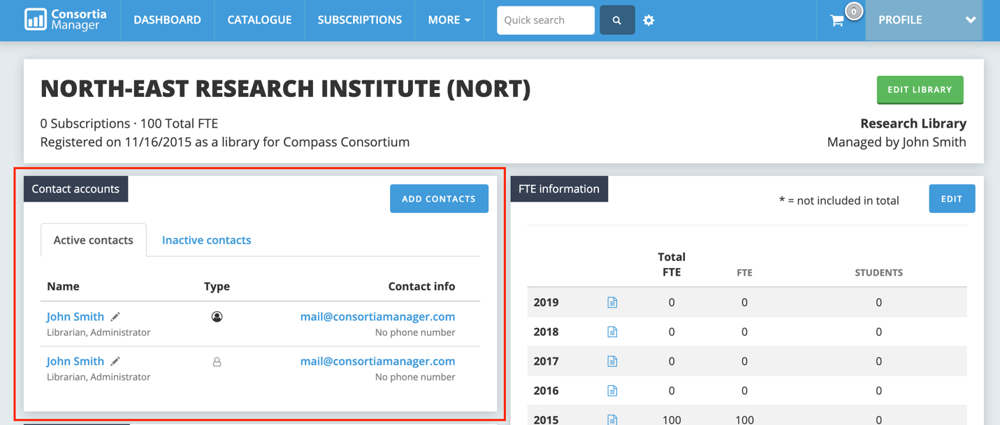 Consortia
Manager
DASHBOARD
CATALOGUE
SUBSCRIPTIONS
MORE
Quick search
0
PROFILE
NORTH-EAST RESEARCH INSTITUTE (NORT)
EDIT LIBRARY
0 Subscriptions · 100 Total FTE
Registered on 11/16/2015 as a library for Compass Consortium
Research Library
Managed by John Smith
Contact accounts
ADD CONTACTS
Active contacts
Inactive contacts
Name Type Contact info
John Smith mail@consortiamanager.com
Librarian, Administrator No phone number
John Smith mail@consortiamanager.com
Librarian, Administrator No phone number
FTE information
* = not included in total
EDIT
Total
FTE FTE STUDENTS
2019 0 0 0
2018 0 0 0
2017 0 0 0
2016 0 0 0
2015 100 100 0